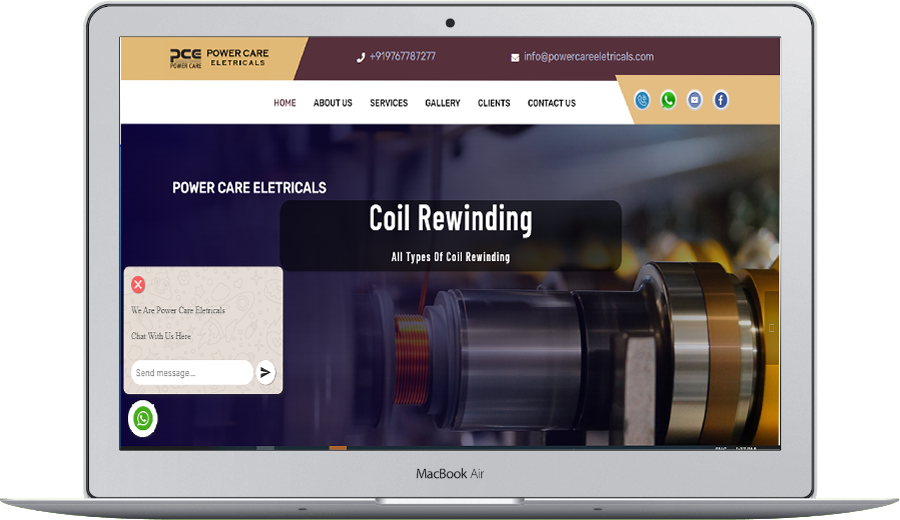 PCE
POWER CARE
POWER CARE
ELETRICALS
+919767787277
info@powercareeletricals.com
HOME
ABOUT US
SERVICES
GALLERY
CLIENTS
CONTACT US
POWER CARE ELETRICALS
Coil Rewinding
All Types Of Coil Rewinding
We Are Power Care Eletricals
Chat With Us Here
Send message...
MacBook Air